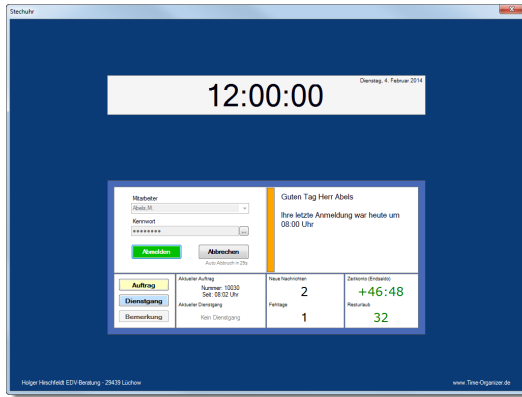 Stechuhr
Dienstag, 4. Februar 2014
12:00:00
Mitarbeiter
Abels, M.
Kennwort
********
...
Abmelden
Abbrechen
Auto Abbruch in 28s
Guten Tag Herr Abels
Ihre letzte Anmeldung war heute um
08:00 Uhr
Auftrag
Dienstgang
Bemerkung
Aktueller Auftrag
Nummer: 10030
Seit: 08:02 Uhr
Aktueller Dienstgang
Kein Dienstgang
Neue Nachrichten
2
Fehltage
1
Zeitkonto (Endsaldo)
+46:48
Resturlaub
32
Holger Hirschfeldt EDV-Beratung - 29439 Lüchow
www.Time-Organizer.de